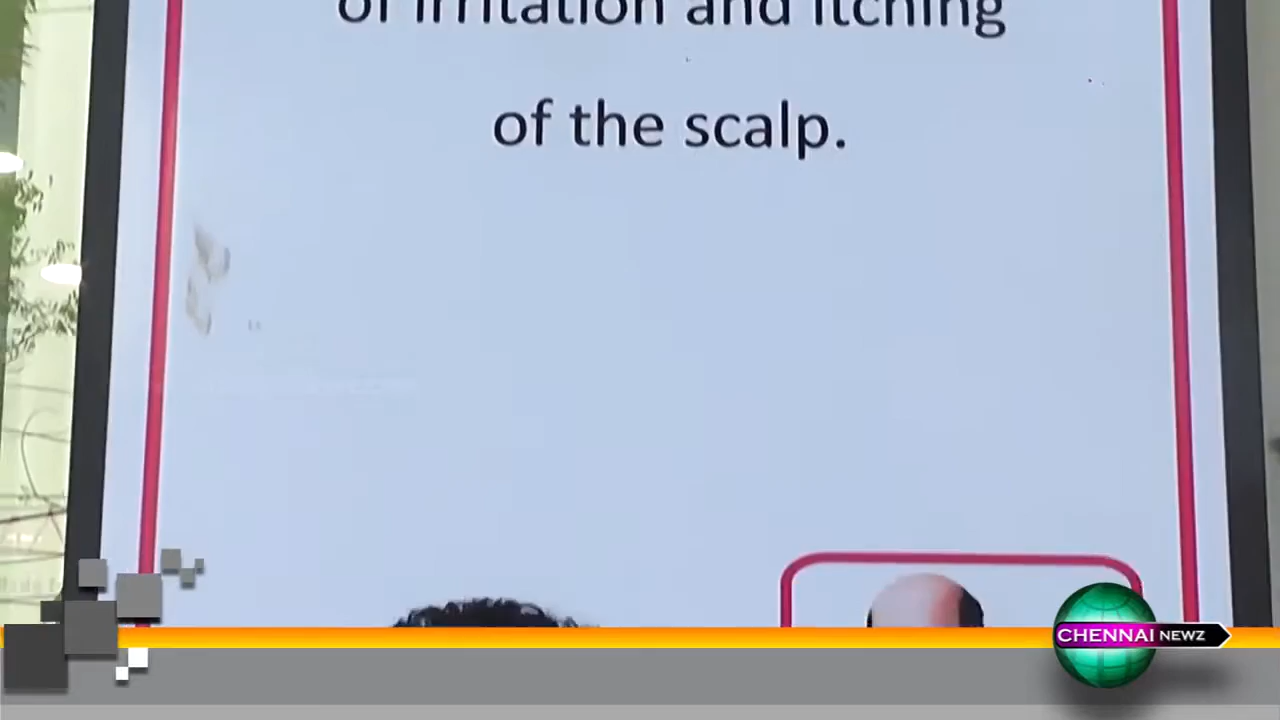 of irritation and itching
of the scalp.
CHENNAI NEWZ